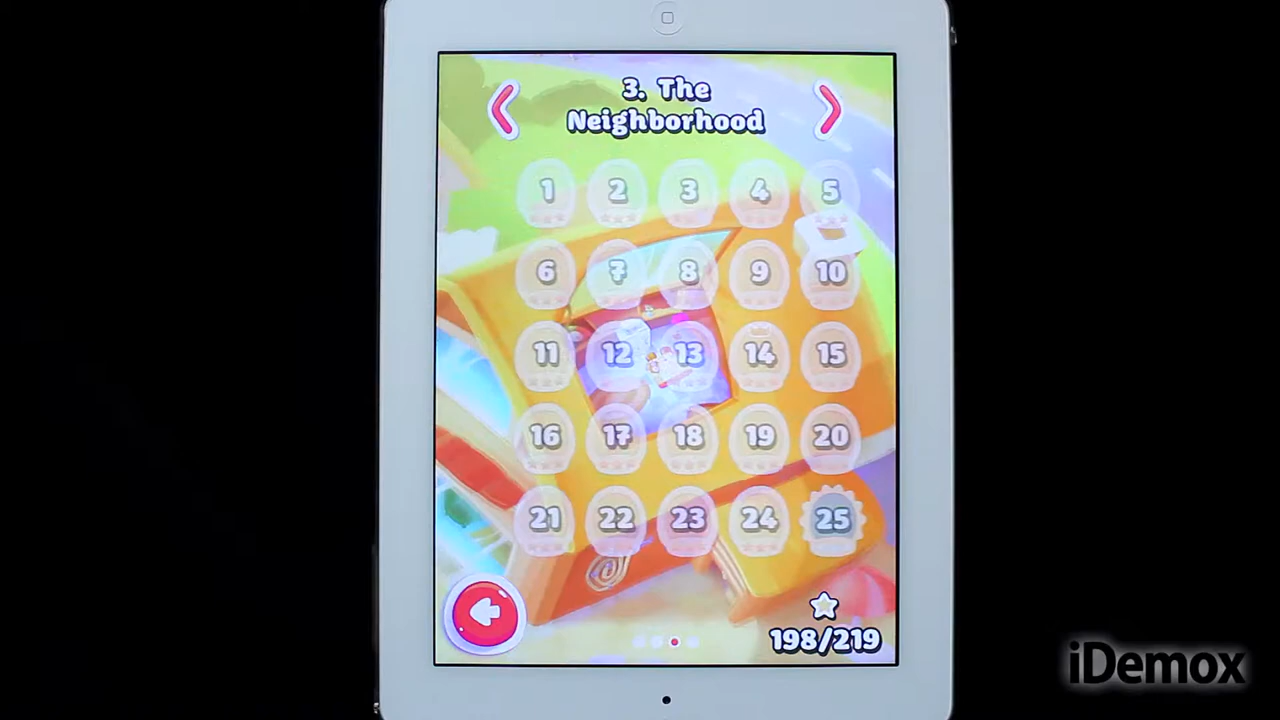 3. The
Neighborhood
1 2 3 4 5
6 7 8 9 10
11 12 13 14 15
16 17 18 19 20
21 22 23 24 25
198/219
iDemox